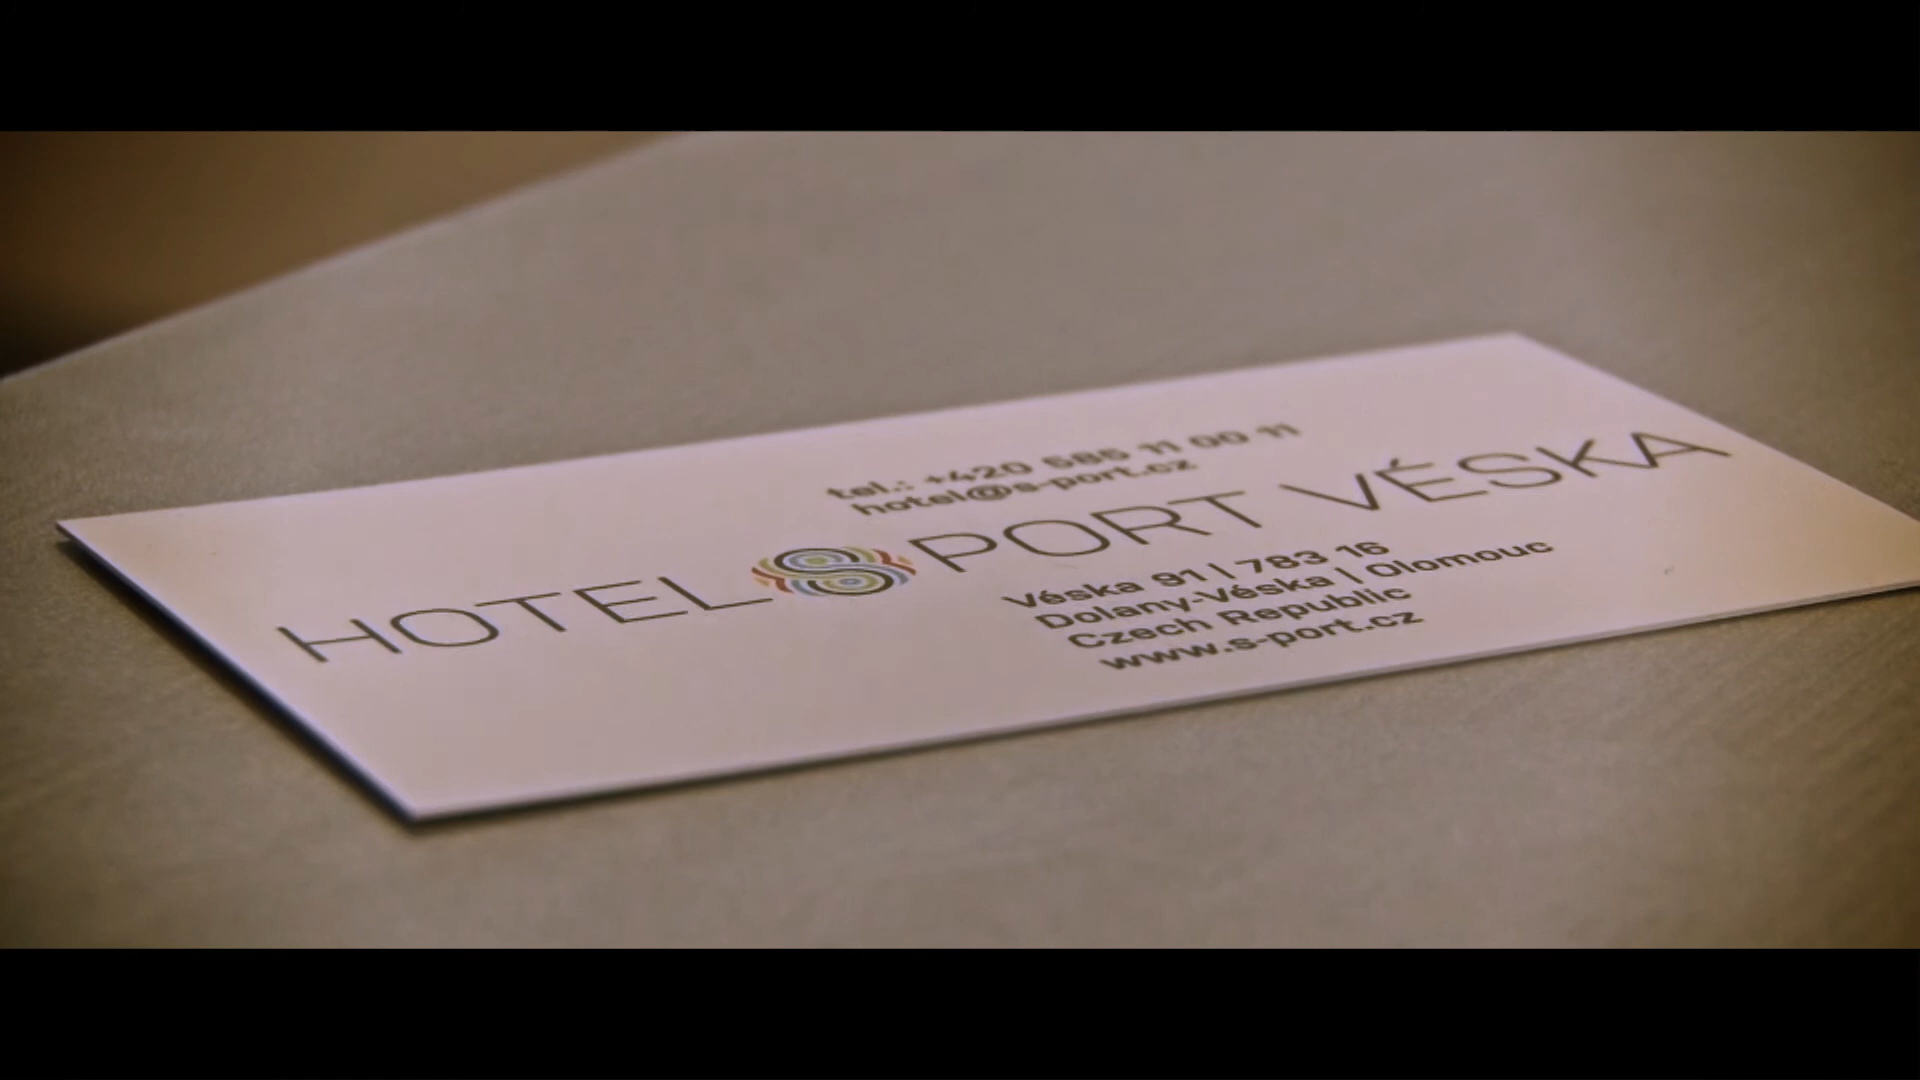 tel.: +420 585 11 00 11
hotel@s-port.cz
HOTEL S PORT VÉSKA
Véska 91 | 783 16
Dolany-Véska | Olomouc
Czech Republic
www.s-port.cz